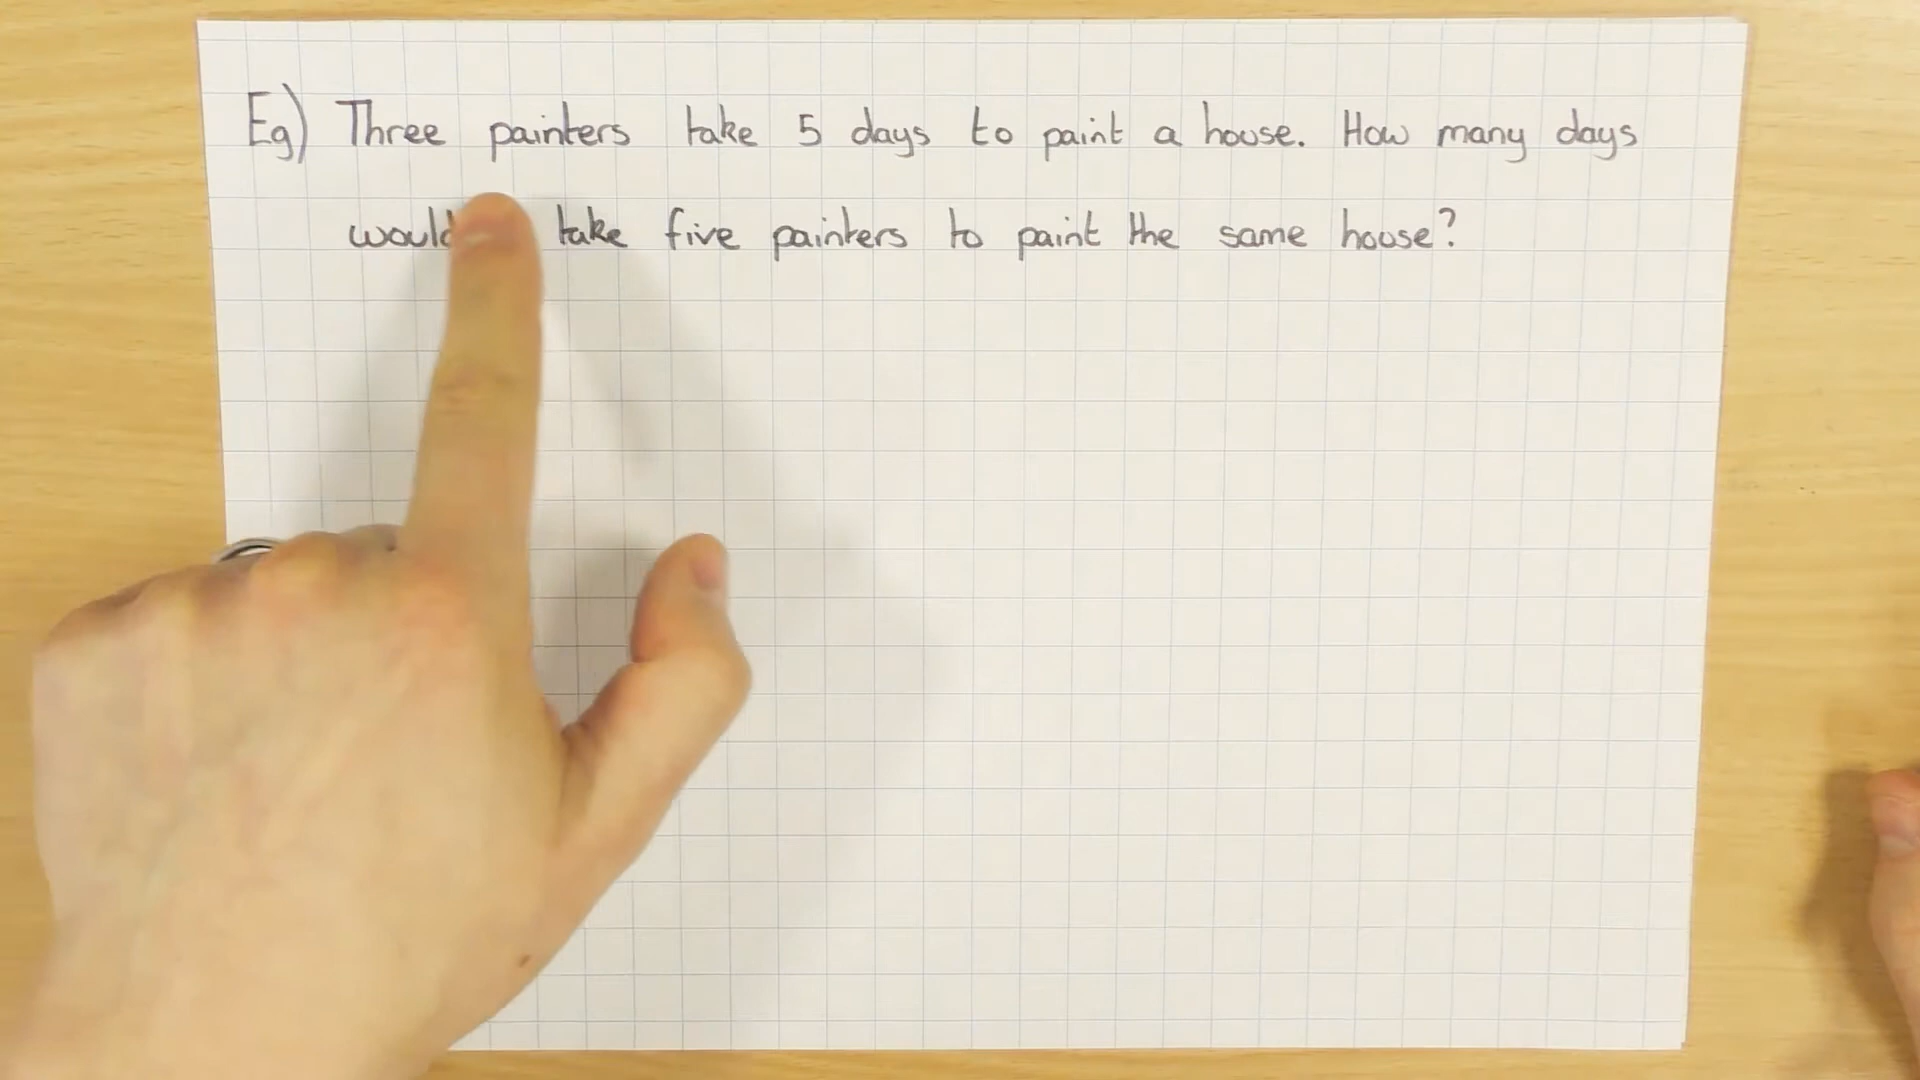 Eg) Three painters take 5 days to paint a house. How many days
would take five painters to paint the same house?